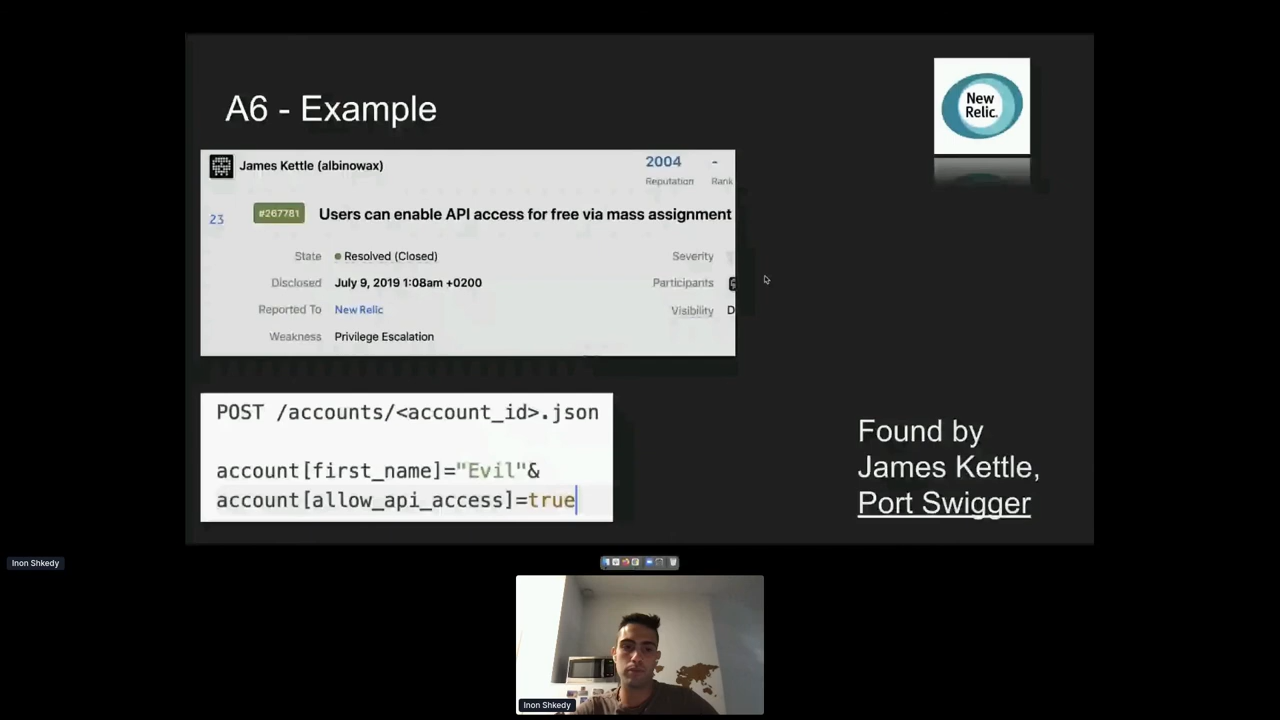 A6 - Example
New
Relic.
James Kettle (albinowax)
2004
-
Reputation
Rank
23
#267781
Users can enable API access for free via mass assignment
State
Resolved (Closed)
Severity
Disclosed
July 9, 2019 1:08am +0200
Participants
Reported To
New Relic
Visibility
D
Weakness
Privilege Escalation
POST /accounts/<account_id>.json
account[first_name]="Evil"&
account[allow_api_access]=true
Found by
James Kettle,
Port Swigger
Inon Shkedy
Inon Shkedy